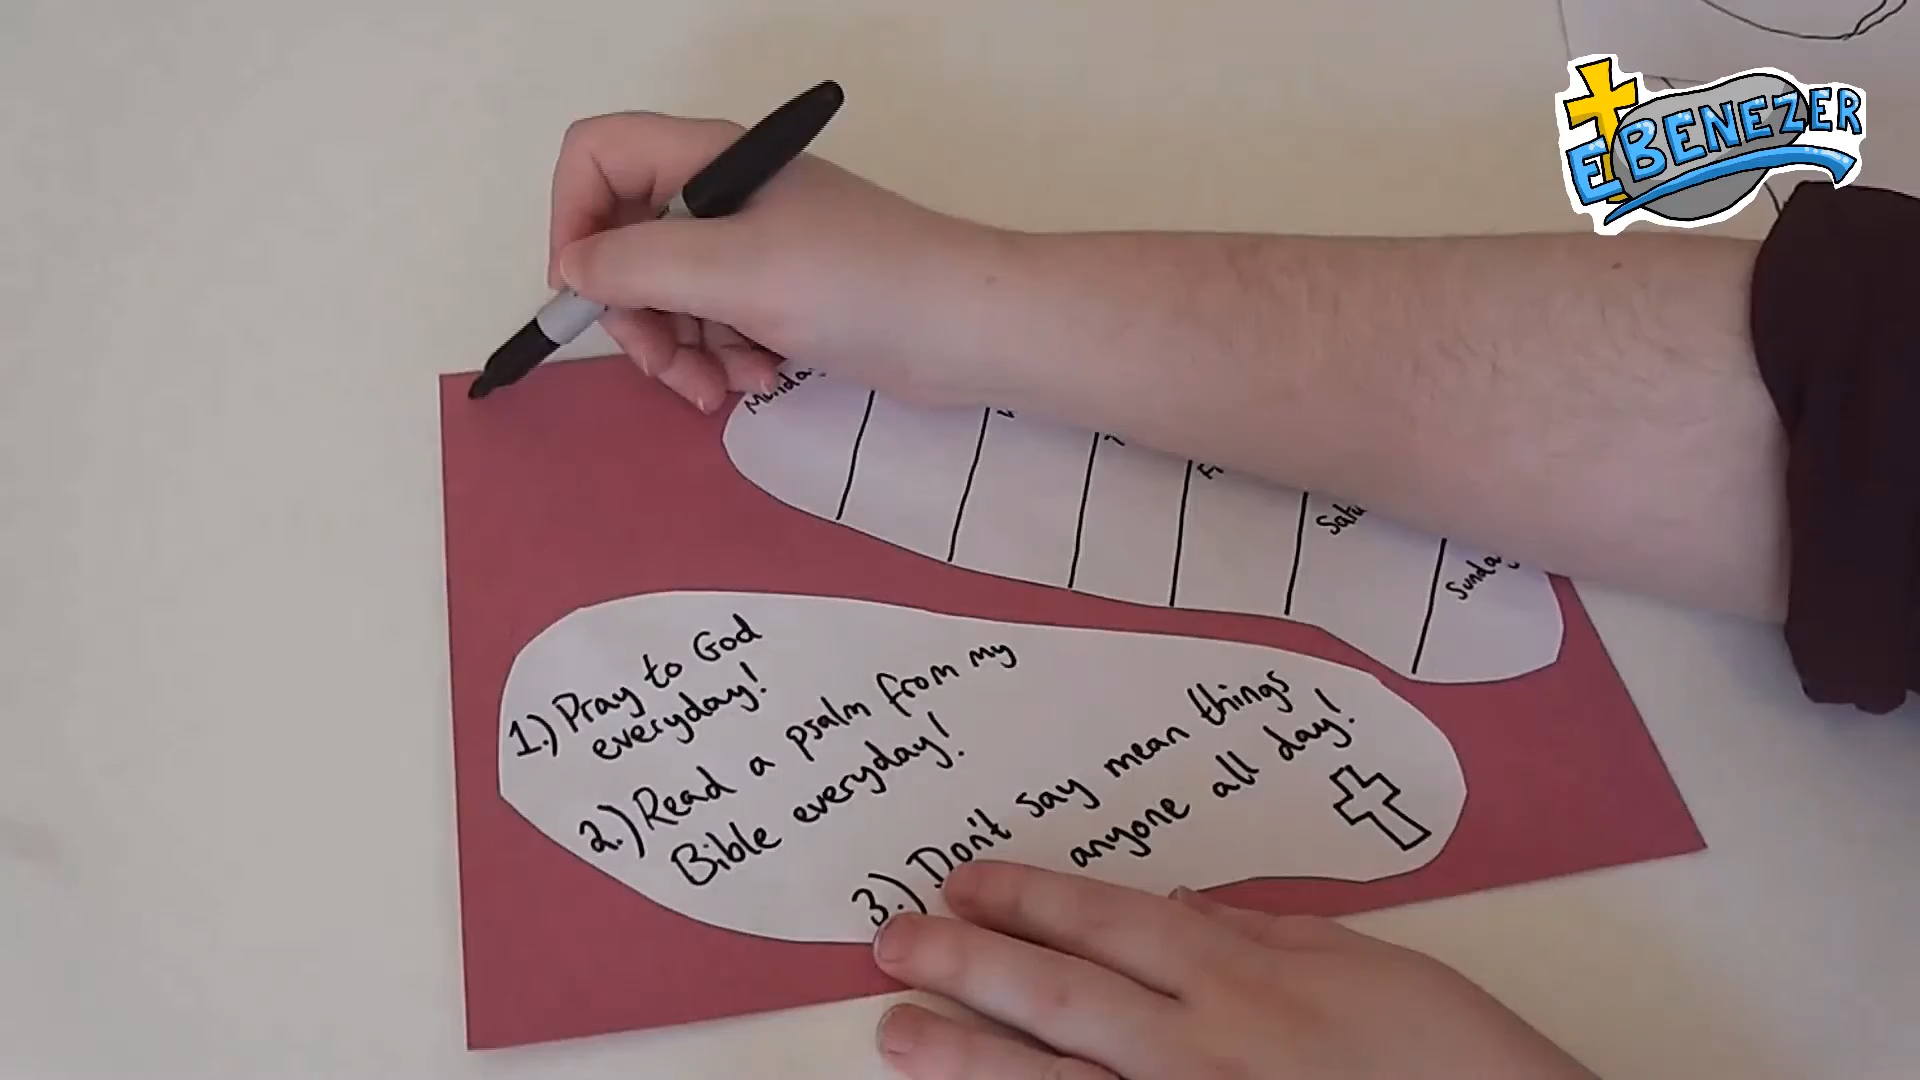 EBENEZER
Sunday
1.) Pray to God
everyday!
2.) Read a psalm from my
Bible everyday!
3.) Don't say mean things
anyone all day!